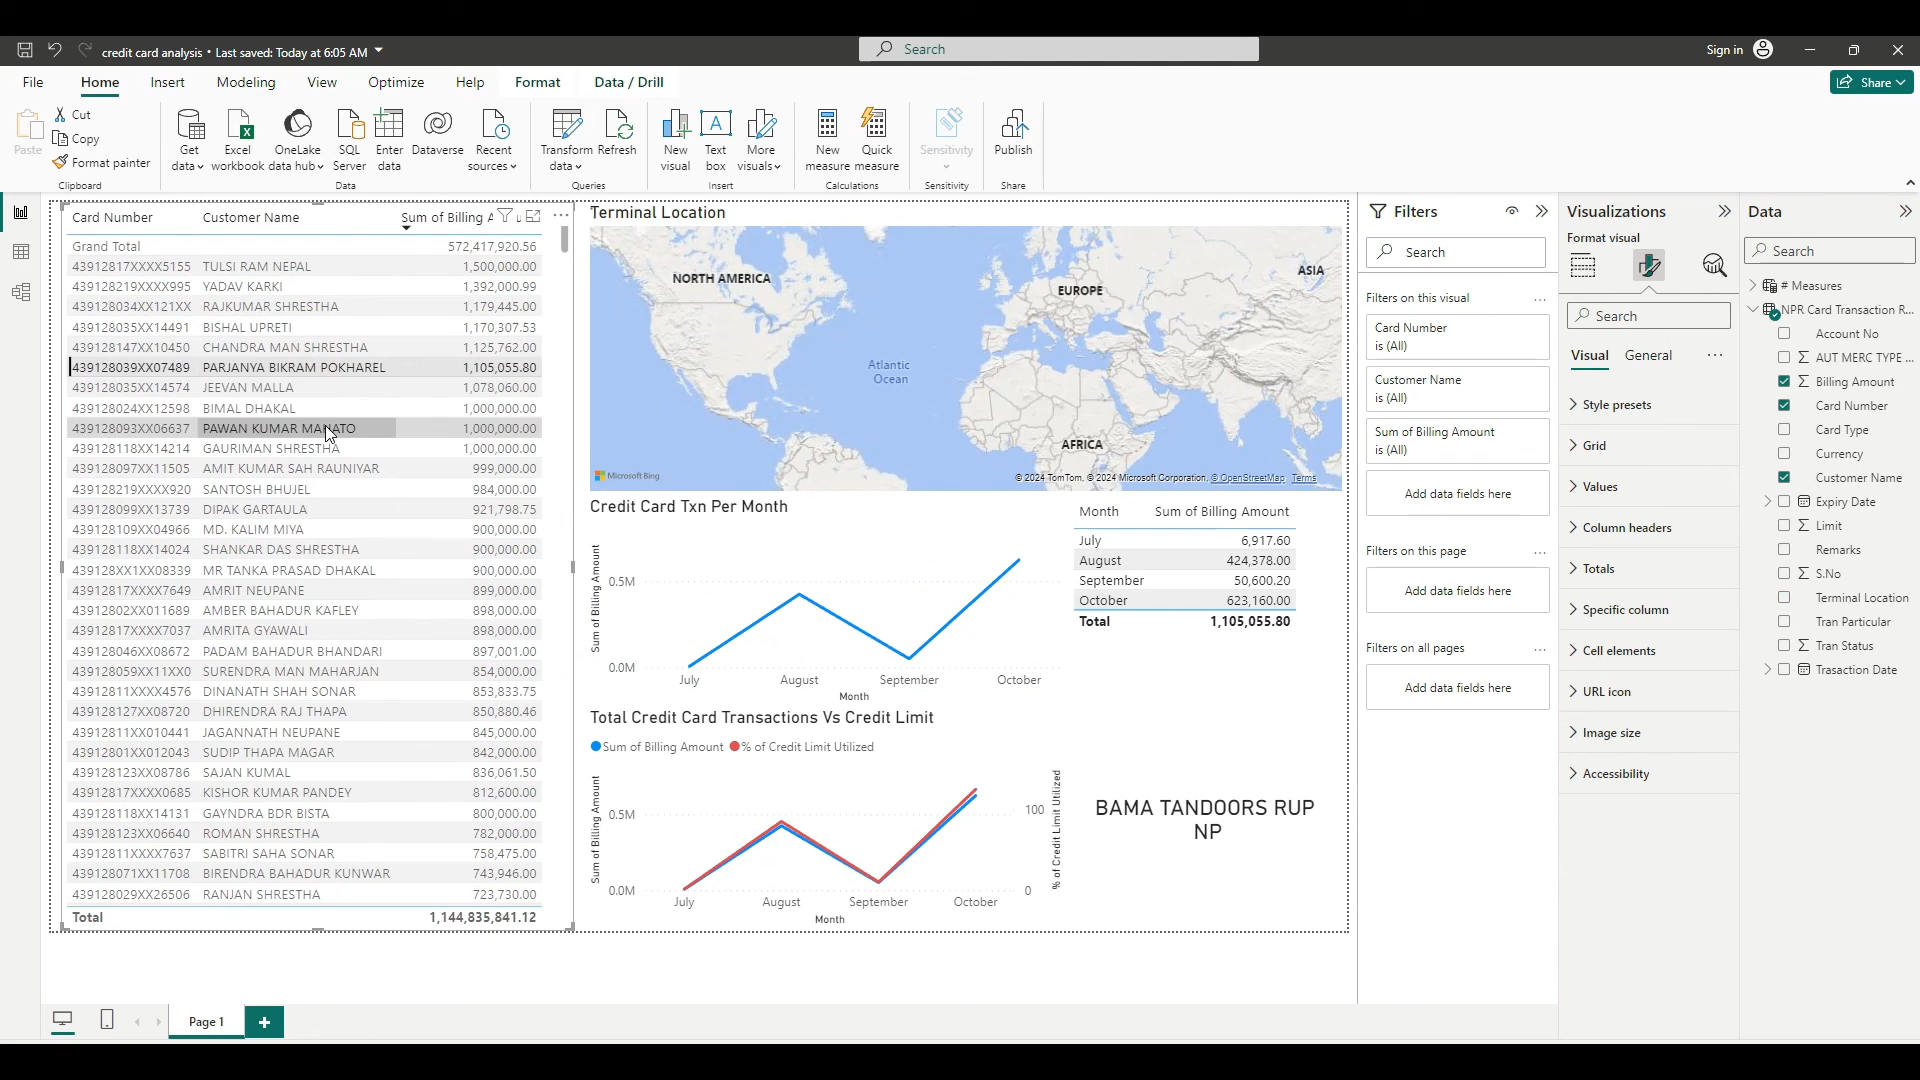 credit card analysis • Last saved: Today at 6:05 AM
Search
Sign in
File
Home
Insert
Modeling
View
Optimize
Help
Format
Data / Drill
Share
Paste
Cut
Copy
Format painter
Clipboard
Get data
Excel workbook
OneLake data hub
SQL Server
Enter data
Dataverse
Recent sources
Data
Transform data
Refresh
Queries
New visual
Text box
More visuals
Insert
New measure
Quick measure
Calculations
Sensitivity
Sensitivity
Publish
Share
Card Number Customer Name Sum of Billing A
Grand Total 572,417,920.56
43912817XXXX5155 TULSI RAM NEPAL 1,500,000.00
439128219XXXX995 YADAV KARKI 1,392,000.99
439128034XX121XX RAJKUMAR SHRESTHA 1,179,445.00
439128035XX14491 BISHAL UPRETI 1,170,307.53
439128147XX10450 CHANDRA MAN SHRESTHA 1,125,762.00
439128039XX07489 PARJANYA BIKRAM POKHAREL 1,105,055.80
439128035XX14574 JEEVAN MALLA 1,078,060.00
439128024XX12598 BIMAL DHAKAL 1,000,000.00
439128093XX06637 PAWAN KUMAR MAHATO 1,000,000.00
439128118XX14214 GAURIMAN SHRESTHA 1,000,000.00
439128097XX11505 AMIT KUMAR SAH RAUNIYAR 999,000.00
439128219XXXX920 SANTOSH BHUJEL 984,000.00
439128099XX13739 DIPAK GARTAULA 921,798.75
439128109XX04966 MD. KALIM MIYA 900,000.00
439128118XX14024 SHANKAR DAS SHRESTHA 900,000.00
439128XX1XX08339 MR TANKA PRASAD DHAKAL 900,000.00
43912817XXXX7649 AMRIT NEUPANE 899,000.00
43912802XX011689 AMBER BAHADUR KAFLEY 898,000.00
43912817XXXX7037 AMRITA GYAWALI 898,000.00
439128046XX08672 PADAM BAHADUR BHANDARI 897,001.00
439128059XX11XX0 SURENDRA MAN MAHARJAN 854,000.00
43912811XXXX4576 DINANATH SHAH SONAR 853,833.75
439128127XX08720 DHIRENDRA RAJ THAPA 850,880.46
43912811XX010441 JAGANNATH NEUPANE 845,000.00
43912801XX012043 SUDIP THAPA MAGAR 842,000.00
439128123XX08786 SAJAN KUMAL 836,061.50
43912817XXXX0685 KISHOR KUMAR PANDEY 812,600.00
439128118XX14131 GAYNDRA BDR BISTA 800,000.00
439128123XX06640 ROMAN SHRESTHA 782,000.00
43912811XXXX7637 SABITRI SAHA SONAR 758,475.00
439128071XX11708 BIRENDRA BAHADUR KUNWAR 743,946.00
439128029XX26506 RANJAN SHRESTHA 723,730.00
Total 1,144,835,841.12
Terminal Location
NORTH AMERICA
EUROPE
ASIA
Atlantic
Ocean
AFRICA
Microsoft Bing
© 2024 TomTom, © 2024 Microsoft Corporation, © OpenStreetMap Terms
Credit Card Txn Per Month
Sum of Billing Amount
0.5M
0.0M
July August September October
Month
Month Sum of Billing Amount
July 6,917.60
August 424,378.00
September 50,600.20
October 623,160.00
Total 1,105,055.80
Total Credit Card Transactions Vs Credit Limit
Sum of Billing Amount % of Credit Limit Utilized
Sum of Billing Amount
0.5M
0.0M
100
0
% of Credit Limit Utilized
July August September October
Month
BAMA TANDOORS RUP
NP
Page 1
Filters
Search
Filters on this visual
Card Number
is (All)
Customer Name
is (All)
Sum of Billing Amount
is (All)
Add data fields here
Filters on this page
Add data fields here
Filters on all pages
Add data fields here
Visualizations
Format visual
Search
Visual General
Style presets
Grid
Values
Column headers
Totals
Specific column
Cell elements
URL icon
Image size
Accessibility
Data
Search
# Measures
NPR Card Transaction R...
Account No
AUT MERC TYPE ...
Billing Amount
Card Number
Card Type
Currency
Customer Name
Expiry Date
Limit
Remarks
S.No
Terminal Location
Tran Particular
Tran Status
Trasaction Date